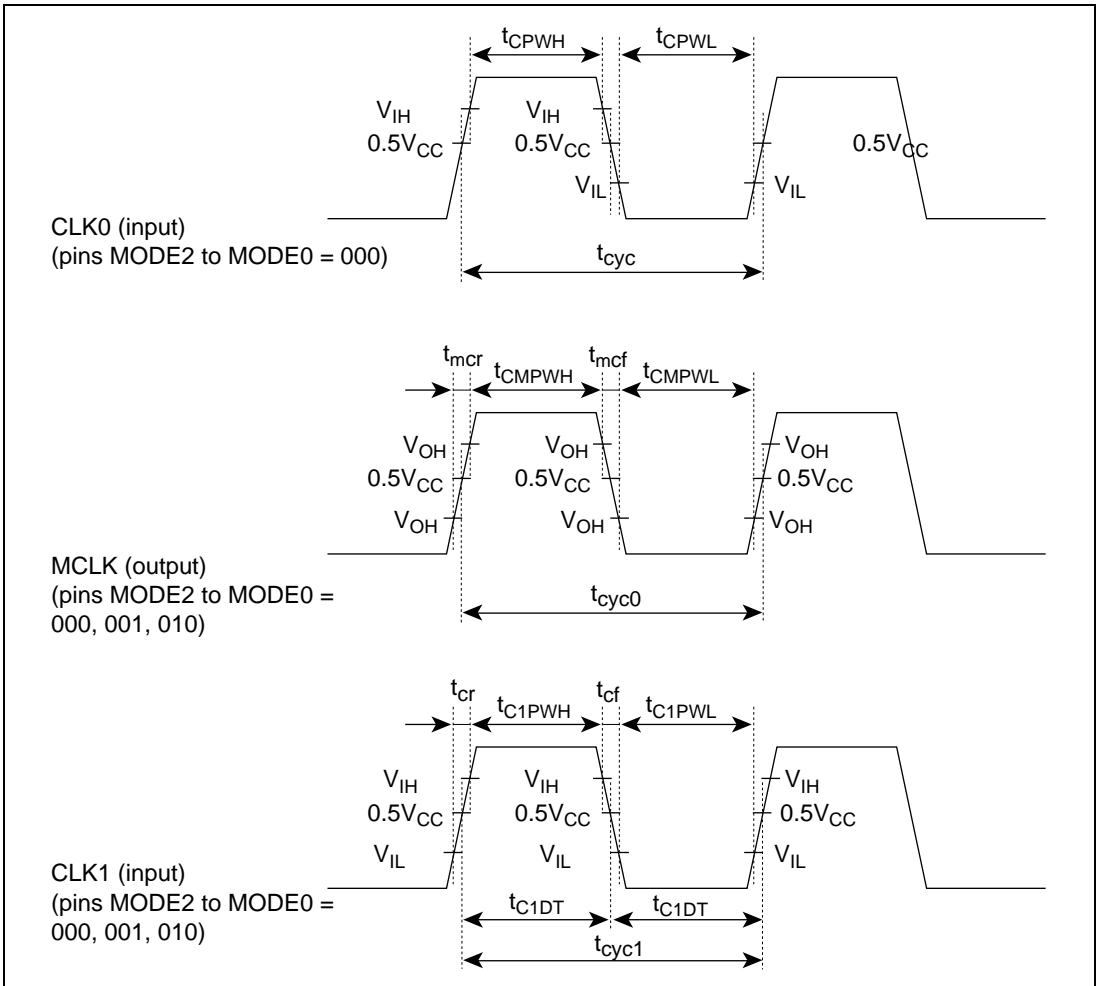 tCPWH tCPWL
VIH VIH
0.5VCC 0.5VCC 0.5VCC
VIL VIL
CLK0 (input)
(pins MODE2 to MODE0 = 000)
tcyc
tmcr tCMPWH tmcf tCMPWL
VOH VOH VOH
0.5VCC 0.5VCC 0.5VCC
VOH VOH VOH
MCLK (output)
(pins MODE2 to MODE0 =
000, 001, 010)
tcyc0
tcr tC1PWH tcf tC1PWL
VIH VIH VIH
0.5VCC 0.5VCC 0.5VCC
VIL VIL VIL
CLK1 (input)
(pins MODE2 to MODE0 =
000, 001, 010)
tC1DT tC1DT
tcyc1